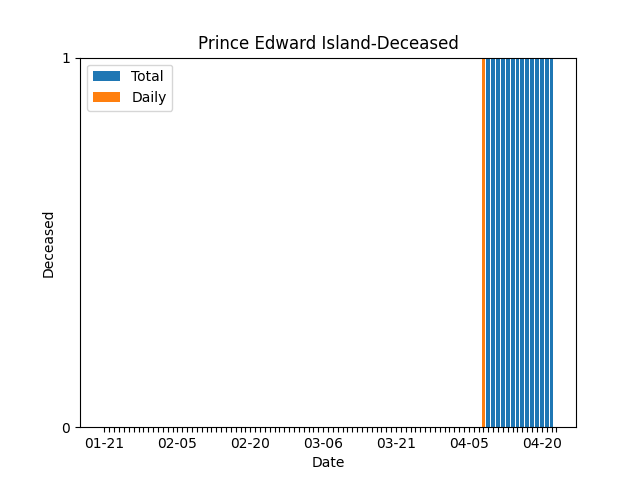 Prince Edward Island-Deceased
1
Total
Daily
Deceased
0
01-21 02-05 02-20 03-06 03-21 04-05 04-20
Date